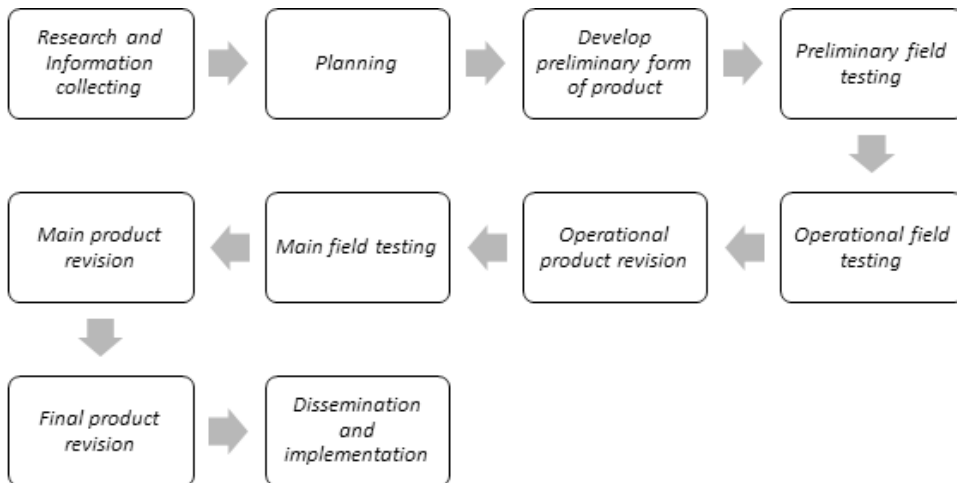 Research and
Information
collecting
Planning
Develop
preliminary form
of product
Preliminary field
testing
Operational field
testing
Operational
product revision
Main field testing
Main product
revision
Final product
revision
Dissemination
and
implementation